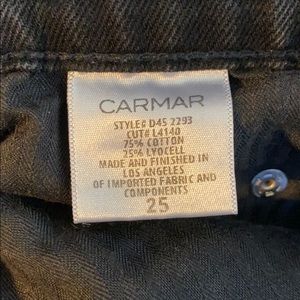 CARMAR
STYLE# D45 2293
CUT# L4140
75% COTTON
25% LYOCELL
MADE AND FINISHED IN
LOS ANGELES
OF IMPORTED FABRIC AND
COMPONENTS
25